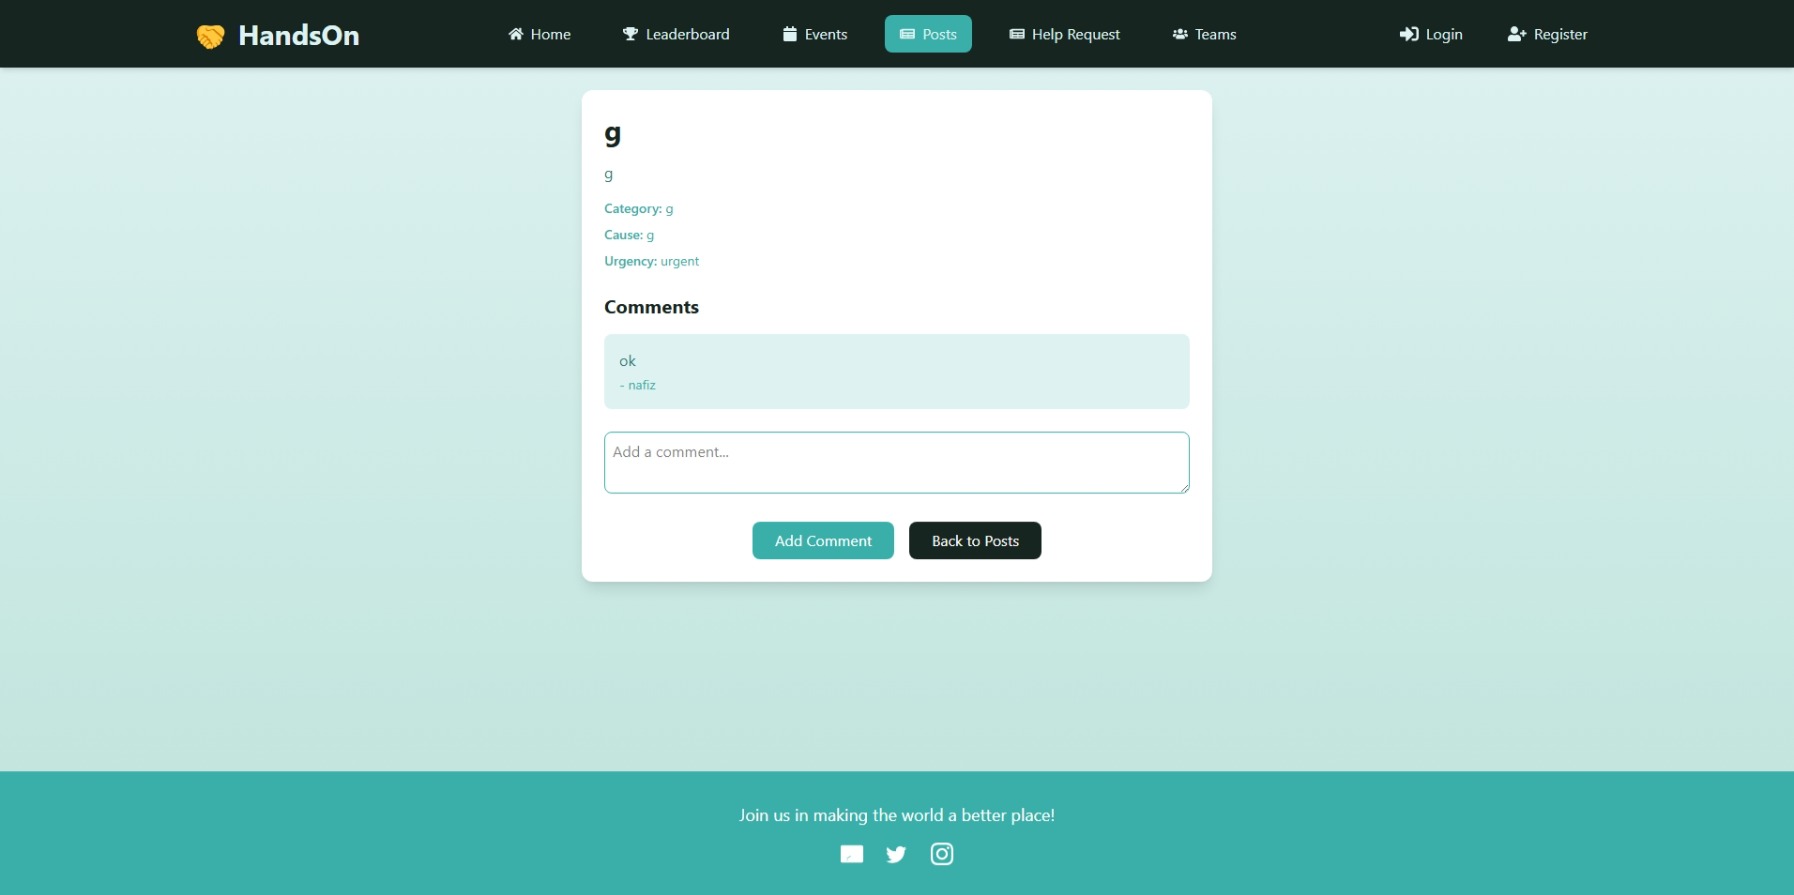 HandsOn Home Leaderboard Events Posts Help Request Teams Login Register
g
g
Category: g
Cause: g
Urgency: urgent
Comments
ok
- nafiz
Add a comment...
Add Comment Back to Posts
Join us in making the world a better place!